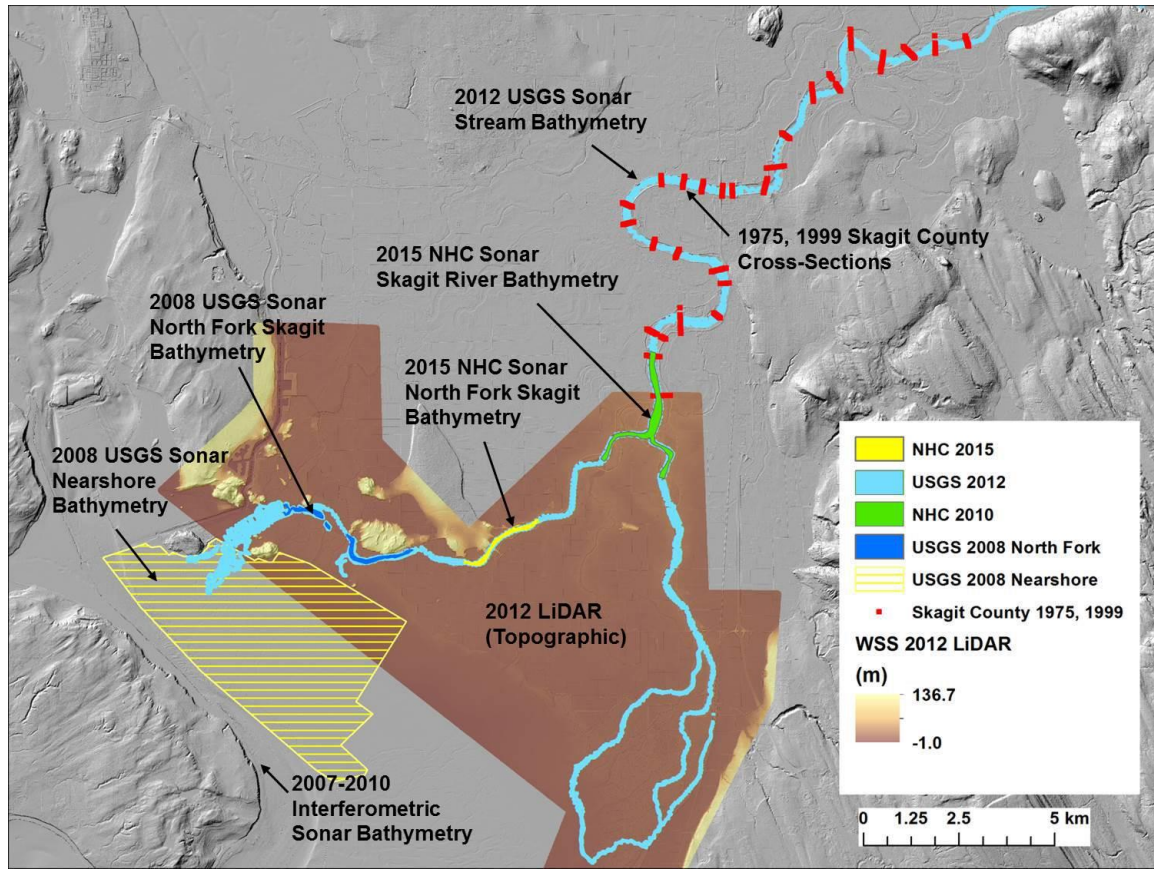 2012 USGS Sonar
Stream Bathymetry
1975, 1999 Skagit County
Cross-Sections
2015 NHC Sonar
Skagit River Bathymetry
2008 USGS Sonar
North Fork Skagit
Bathymetry
2015 NHC Sonar
North Fork Skagit
Bathymetry
2008 USGS Sonar
Nearshore
Bathymetry
2012 LiDAR
(Topographic)
2007-2010
Interferometric
Sonar Bathymetry
NHC 2015
USGS 2012
NHC 2010
USGS 2008 North Fork
USGS 2008 Nearshore
Skagit County 1975, 1999
WSS 2012 LiDAR
(m)
136.7
-1.0
0 1.25 2.5 5 km